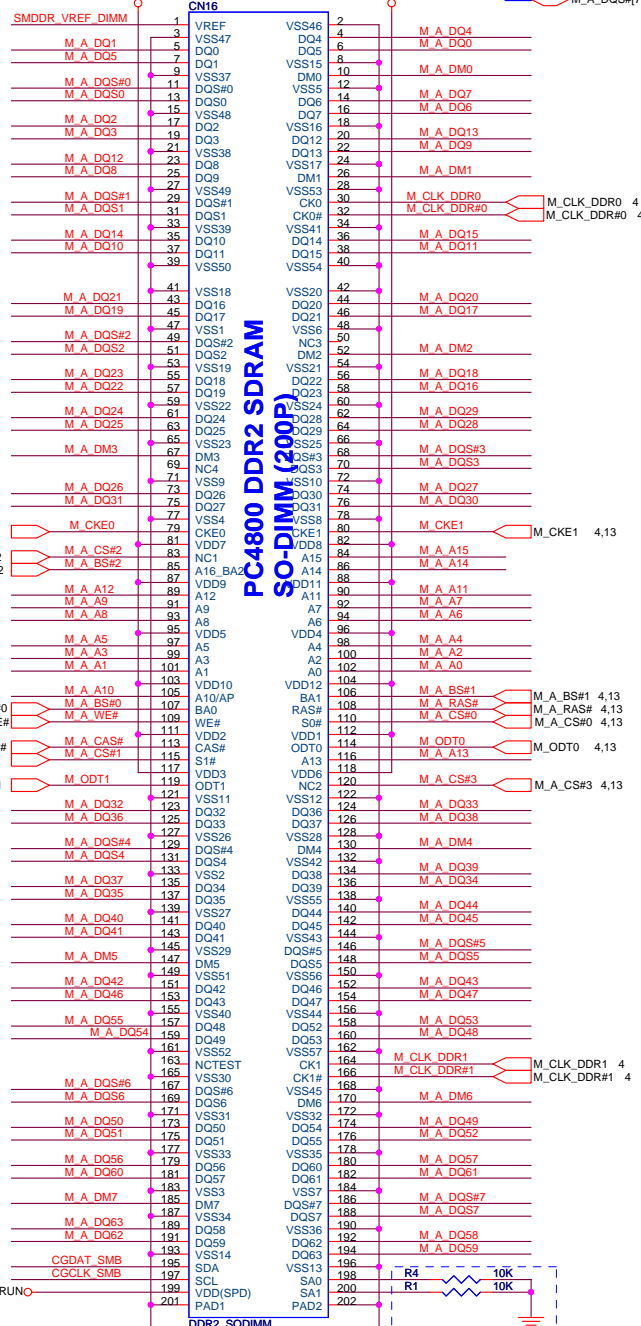 CN16
M_A_DQS#[7
SMDDR_VREF_DIMM 1 VREF VSS46 2
3 VSS47 DQ4 4 M_A_DQ4
M_A_DQ1 5 DQ0 DQ5 6 M_A_DQ0
M_A_DQ5 7 DQ1 VSS15 8
9 VSS37 DM0 10 M_A_DM0
M_A_DQS#0 11 DQS#0 VSS5 12
M_A_DQS0 13 DQS0 DQ6 14 M_A_DQ7
15 VSS48 DQ7 16 M_A_DQ6
M_A_DQ2 17 DQ2 VSS16 18
M_A_DQ3 19 DQ3 DQ12 20 M_A_DQ13
21 VSS38 DQ13 22 M_A_DQ9
M_A_DQ12 23 DQ8 VSS17 24
M_A_DQ8 25 DQ9 DM1 26 M_A_DM1
27 VSS49 VSS53 28
M_A_DQS#1 29 DQS#1 CK0 30 M_CLK_DDR0 M_CLK_DDR0 4
M_A_DQS1 31 DQS1 CK0# 32 M_CLK_DDR#0 M_CLK_DDR#0 4
33 VSS39 VSS41 34
M_A_DQ14 35 DQ10 DQ14 36 M_A_DQ15
M_A_DQ10 37 DQ11 DQ15 38 M_A_DQ11
39 VSS50 VSS54 40
41 VSS18 VSS20 42
M_A_DQ21 43 DQ16 DQ20 44 M_A_DQ20
M_A_DQ19 45 DQ17 DQ21 46 M_A_DQ17
47 VSS1 VSS6 48
M_A_DQS#2 49 DQS#2 NC3 50
M_A_DQS2 51 DQS2 DM2 52 M_A_DM2
53 VSS19 VSS21 54
M_A_DQ23 55 DQ18 DQ22 56 M_A_DQ18
M_A_DQ22 57 DQ19 DQ23 58 M_A_DQ16
59 VSS22 VSS24 60
M_A_DQ24 61 DQ24 DQ28 62 M_A_DQ29
M_A_DQ25 63 DQ25 DQ29 64 M_A_DQ28
65 VSS23 VSS25 66
M_A_DM3 67 DM3 DQS#3 68 M_A_DQS#3
69 NC4 DQS3 70 M_A_DQS3
71 VSS9 VSS10 72
M_A_DQ26 73 DQ26 DQ30 74 M_A_DQ27
M_A_DQ31 75 DQ27 DQ31 76 M_A_DQ30
77 VSS4 VSS8 78
M_CKE0 79 CKE0 CKE1 80 M_CKE1 M_CKE1 4,13
81 VDD7 VDD8 82
2 M_A_CS#2 83 NC1 A15 84 M_A_A15
2 M_A_BS#2 85 A16_BA2 A14 86 M_A_A14
87 VDD9 VDD11 88
M_A_A12 89 A12 A11 90 M_A_A11
M_A_A9 91 A9 A7 92 M_A_A7
M_A_A8 93 A8 A6 94 M_A_A6
95 VDD5 VDD4 96
M_A_A5 97 A5 A4 98 M_A_A4
M_A_A3 99 A3 A2 100 M_A_A2
M_A_A1 101 A1 A0 102 M_A_A0
103 VDD10 VDD12 104
M_A_A10 105 A10/AP BA1 106 M_A_BS#1 M_A_BS#1 4,13
#0 M_A_BS#0 107 BA0 RAS# 108 M_A_RAS# M_A_RAS# 4,13
E# M_A_WE# 109 WE# S0# 110 M_A_CS#0 M_A_CS#0 4,13
111 VDD2 VDD1 112
# M_A_CAS# 113 CAS# ODT0 114 M_ODT0 M_ODT0 4,13
M_A_CS#1 115 S1# A13 116 M_A_A13
117 VDD3 VDD6 118
M_ODT1 119 ODT1 NC2 120 M_A_CS#3 M_A_CS#3 4,13
121 VSS11 VSS12 122
M_A_DQ32 123 DQ32 DQ36 124 M_A_DQ33
M_A_DQ36 125 DQ33 DQ37 126 M_A_DQ38
127 VSS26 VSS28 128
M_A_DQS#4 129 DQS#4 DM4 130 M_A_DM4
M_A_DQS4 131 DQS4 VSS42 132
133 VSS2 DQ38 134 M_A_DQ39
M_A_DQ37 135 DQ34 DQ39 136 M_A_DQ34
M_A_DQ35 137 DQ35 VSS55 138
139 VSS27 DQ44 140 M_A_DQ44
M_A_DQ40 141 DQ40 DQ45 142 M_A_DQ45
M_A_DQ41 143 DQ41 VSS43 144
145 VSS29 DQS#5 146 M_A_DQS#5
M_A_DM5 147 DM5 DQS5 148 M_A_DQS5
149 VSS51 VSS56 150
M_A_DQ42 151 DQ42 DQ46 152 M_A_DQ43
M_A_DQ46 153 DQ43 DQ47 154 M_A_DQ47
155 VSS40 VSS44 156
M_A_DQ55 157 DQ48 DQ52 158 M_A_DQ53
M_A_DQ54 159 DQ49 DQ53 160 M_A_DQ48
161 VSS52 VSS57 162
163 NCTEST CK1 164 M_CLK_DDR1 M_CLK_DDR1 4
165 VSS30 CK1# 166 M_CLK_DDR#1 M_CLK_DDR#1 4
M_A_DQS#6 167 DQS#6 VSS45 168
M_A_DQS6 169 DQS6 DM6 170 M_A_DM6
171 VSS31 VSS32 172
M_A_DQ50 173 DQ50 DQ54 174 M_A_DQ49
M_A_DQ51 175 DQ51 DQ55 176 M_A_DQ52
177 VSS33 VSS35 178
M_A_DQ56 179 DQ56 DQ60 180 M_A_DQ57
M_A_DQ60 181 DQ57 DQ61 182 M_A_DQ61
183 VSS3 VSS7 184
M_A_DM7 185 DM7 DQS#7 186 M_A_DQS#7
187 VSS34 DQS7 188 M_A_DQS7
M_A_DQ63 189 DQ58 VSS36 190
M_A_DQ62 191 DQ59 DQ62 192 M_A_DQ58
193 VSS14 DQ63 194 M_A_DQ59
CGDAT_SMB 195 SDA VSS13 196
CGCLK_SMB 197 SCL SA0 198 R4 10K
RUN 199 VDD(SPD) SA1 200 R1 10K
201 PAD1 PAD2 202
PC4800 DDR2 SDRAM
SO-DIMM (200P)
DDR2_SODIMM